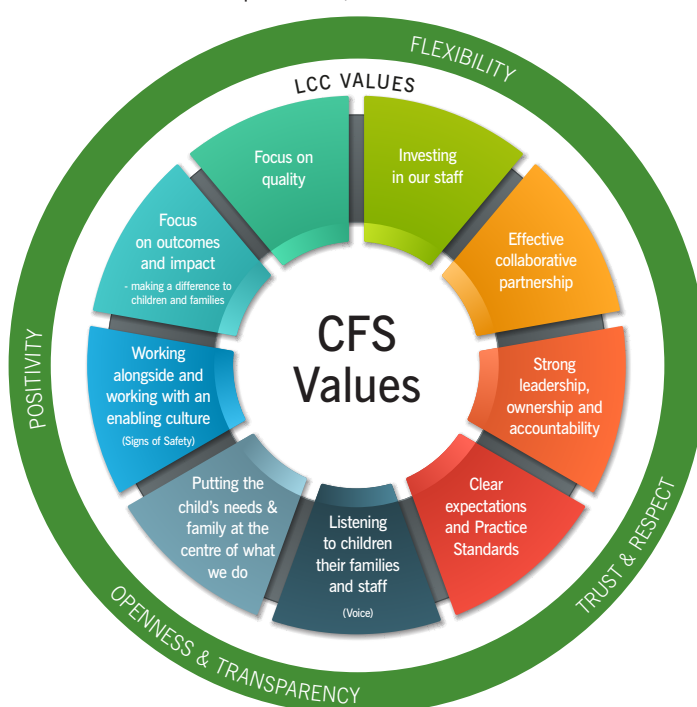 FLEXIBILITY
LCC VALUES
Focus on
quality
Investing
in our staff
Effective
collaborative
partnership
Strong
leadership,
ownership and
accountability
Clear
expectations
and Practice
Standards
Listening
to children
their families
and staff
(Voice)
Putting the
child's needs &
family at the
centre of what
we do
Working
alongside and
working with an
enabling culture
(Signs of Safety)
Focus
on outcomes
and impact
- making a difference to
children and families
CFS
Values
TRUST & RESPECT
OPENNESS & TRANSPARENCY
POSITIVITY